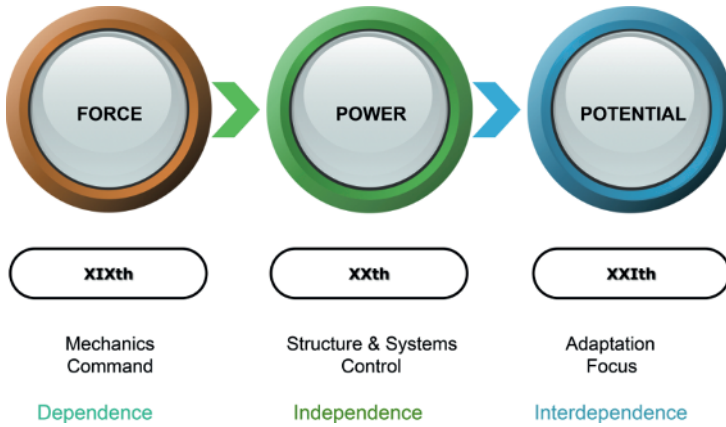 FORCE
POWER
POTENTIAL
XIXth
XXth
XXIth
Mechanics
Command
Structure & Systems
Control
Adaptation
Focus
Dependence
Independence
Interdependence